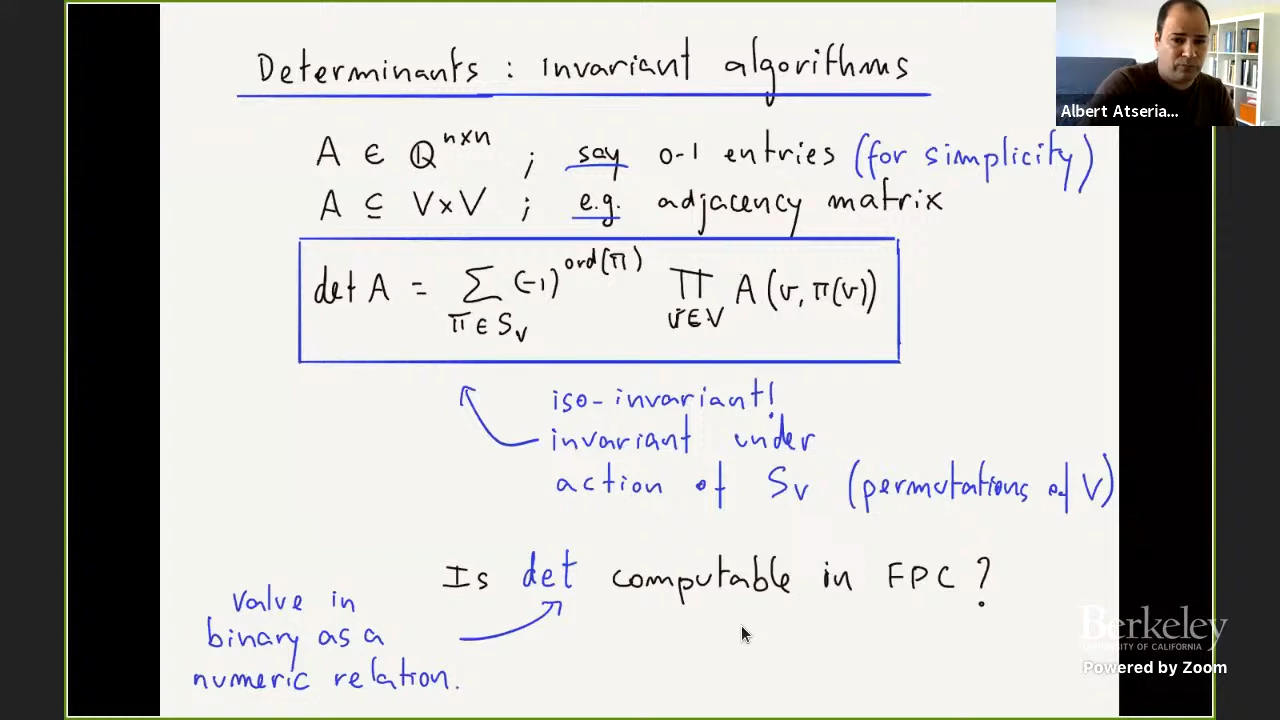 Determinants : invariant algorithms
A ∈ ℚ^{n×n} ; say 0-1 entries (for simplicity)
A ⊆ V×V ; e.g. adjacency matrix
det A = ∑_{π ∈ S_V} (-1)^{ord(π)} ∏_{v∈V} A(v, π(v))
iso-invariant!
invariant under
action of S_V (permutations of V)
Is det computable in FPC ?
value in
binary as a
numeric relation.
Albert Atseria...
Berkeley
UNIVERSITY OF CALIFORNIA
Powered by Zoom